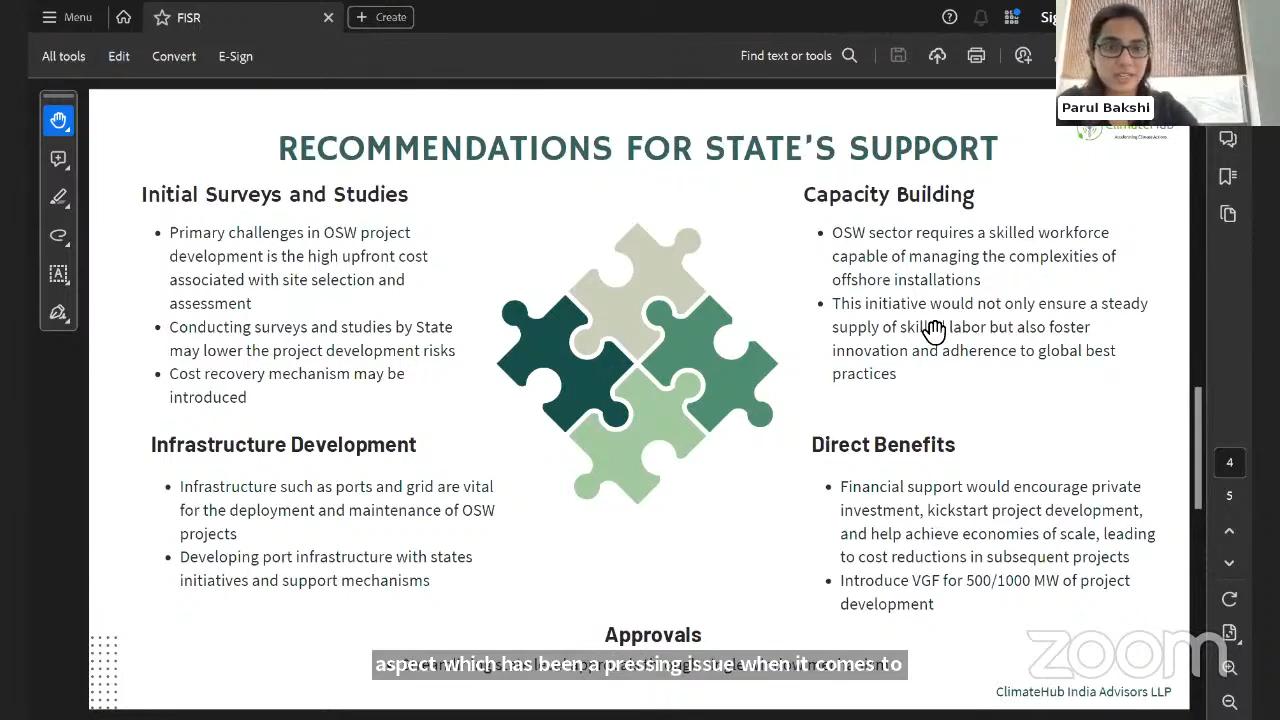 Menu
FISR
Create
Sig
All tools
Edit
Convert
E-Sign
Find text or tools
Parul Bakshi
ClimateHub
RECOMMENDATIONS FOR STATE'S SUPPORT
Initial Surveys and Studies
Primary challenges in OSW project
development is the high upfront cost
associated with site selection and
assessment
Conducting surveys and studies by State
may lower the project development risks
Cost recovery mechanism may be
introduced
Capacity Building
OSW sector requires a skilled workforce
capable of managing the complexities of
offshore installations
This initiative would not only ensure a steady
supply of skilled labor but also foster
innovation and adherence to global best
practices
Infrastructure Development
Infrastructure such as ports and grid are vital
for the deployment and maintenance of OSW
projects
Developing port infrastructure with states
initiatives and support mechanisms
Direct Benefits
Financial support would encourage private
investment, kickstart project development,
and help achieve economies of scale, leading
to cost reductions in subsequent projects
Introduce VGF for 500/1000 MW of project
development
Approvals
aspect which has been a pressing issue when it comes to
4
5
zoom
ClimateHub India Advisors LLP